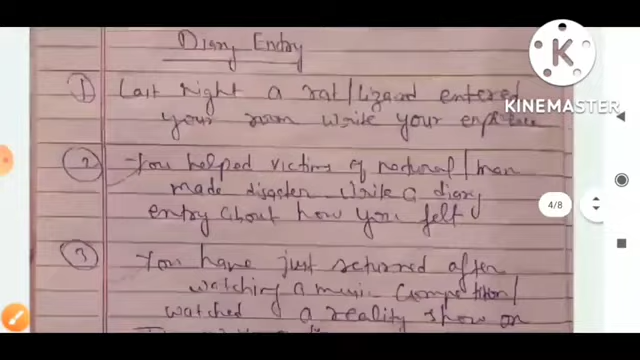 Diary Entry
① Last night a rat/Lizard entered
your room write your
② You helped victims of natural/man
made disaster write a diary
entry about how you felt
③ You have just returned after
watching a music Competition/
watched a reality show on
K
KINEMASTER
4/8